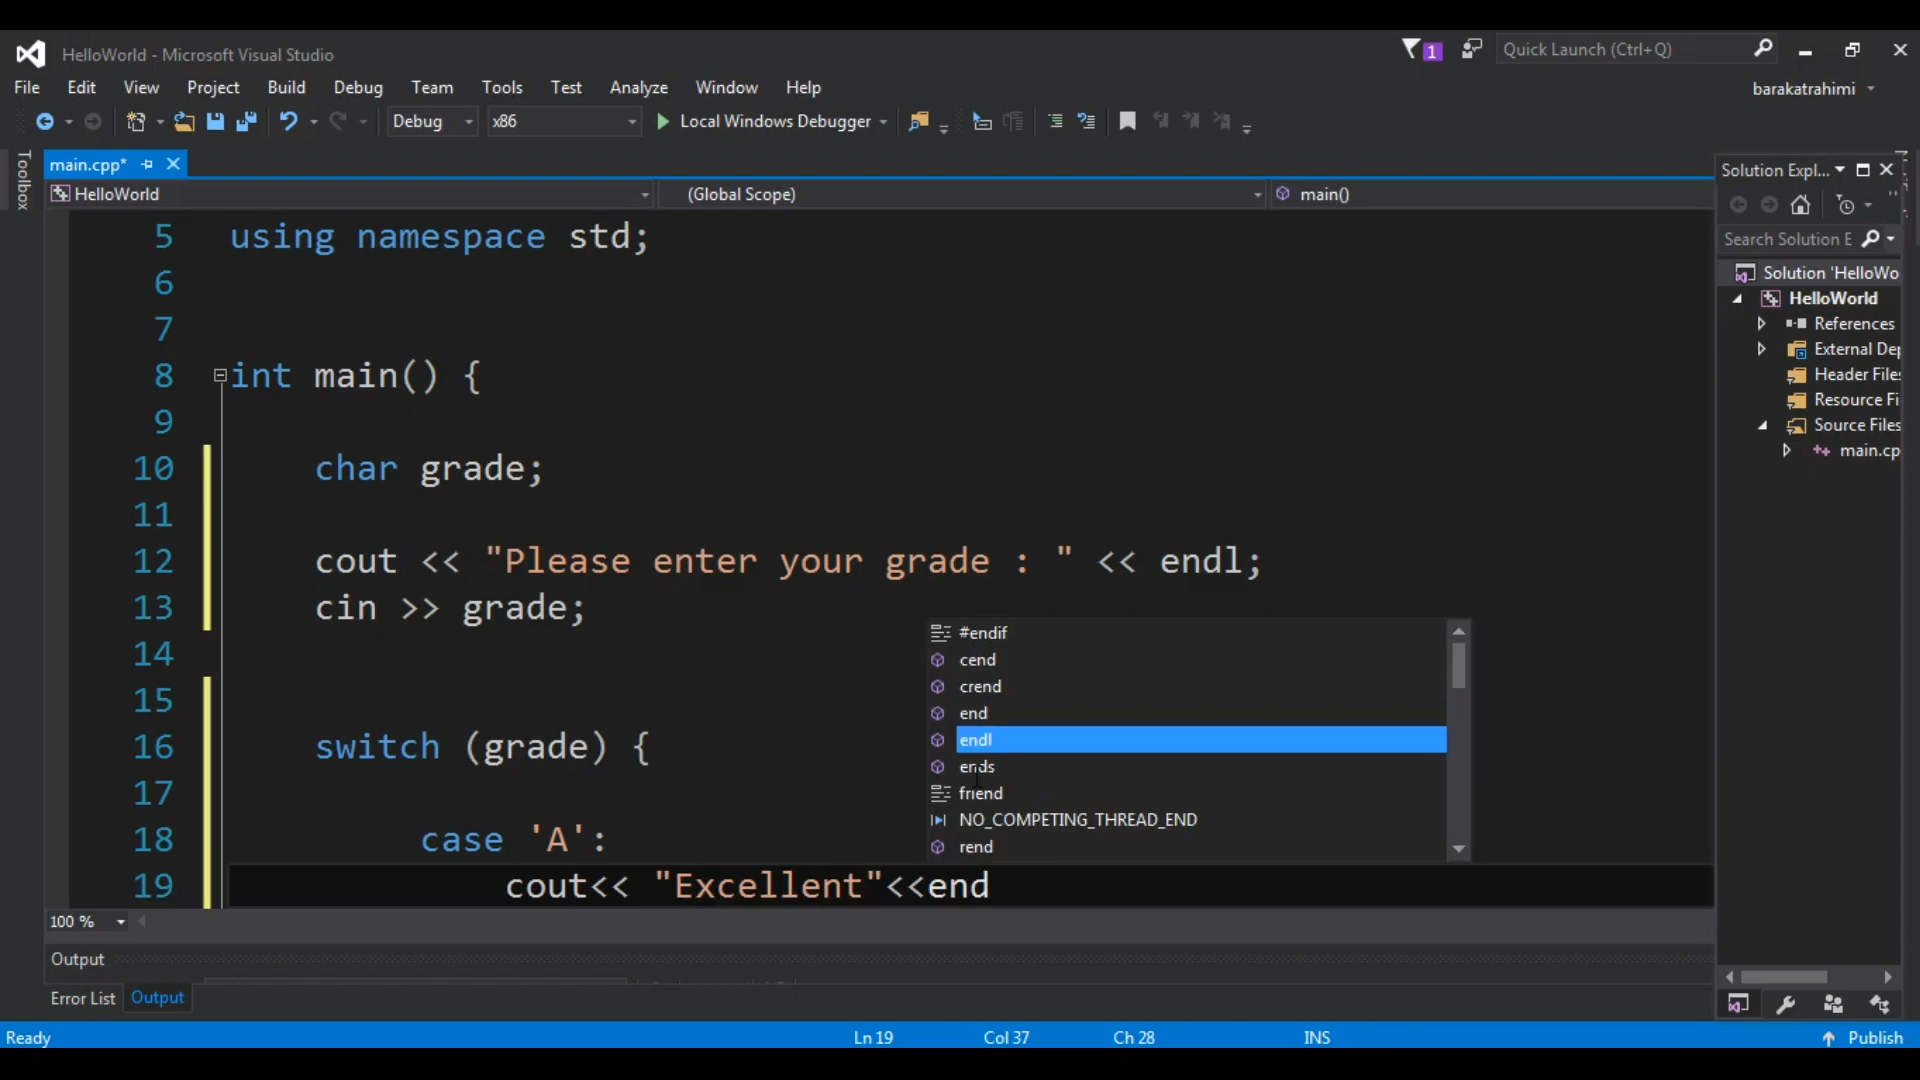 HelloWorld - Microsoft Visual Studio
1
Quick Launch (Ctrl+Q)
File Edit View Project Build Debug Team Tools Test Analyze Window Help
barakatrahimi
Debug x86 Local Windows Debugger
Toolbox
main.cpp*
Solution Expl...
HelloWorld (Global Scope) main()
Search Solution E
5 using namespace std;
6
7
8 int main() {
9
10 char grade;
11
12 cout << "Please enter your grade : " << endl;
13 cin >> grade;
14
15
16 switch (grade) {
17
18 case 'A':
19 cout<< "Excellent"<<end
#endif
cend
crend
end
endl
ends
friend
NO_COMPETING_THREAD_END
rend
Solution 'HelloWo
HelloWorld
References
External Dep
Header Files
Resource Fi
Source Files
main.cp
100 %
Output
Error List Output
Ready Ln 19 Col 37 Ch 28 INS Publish